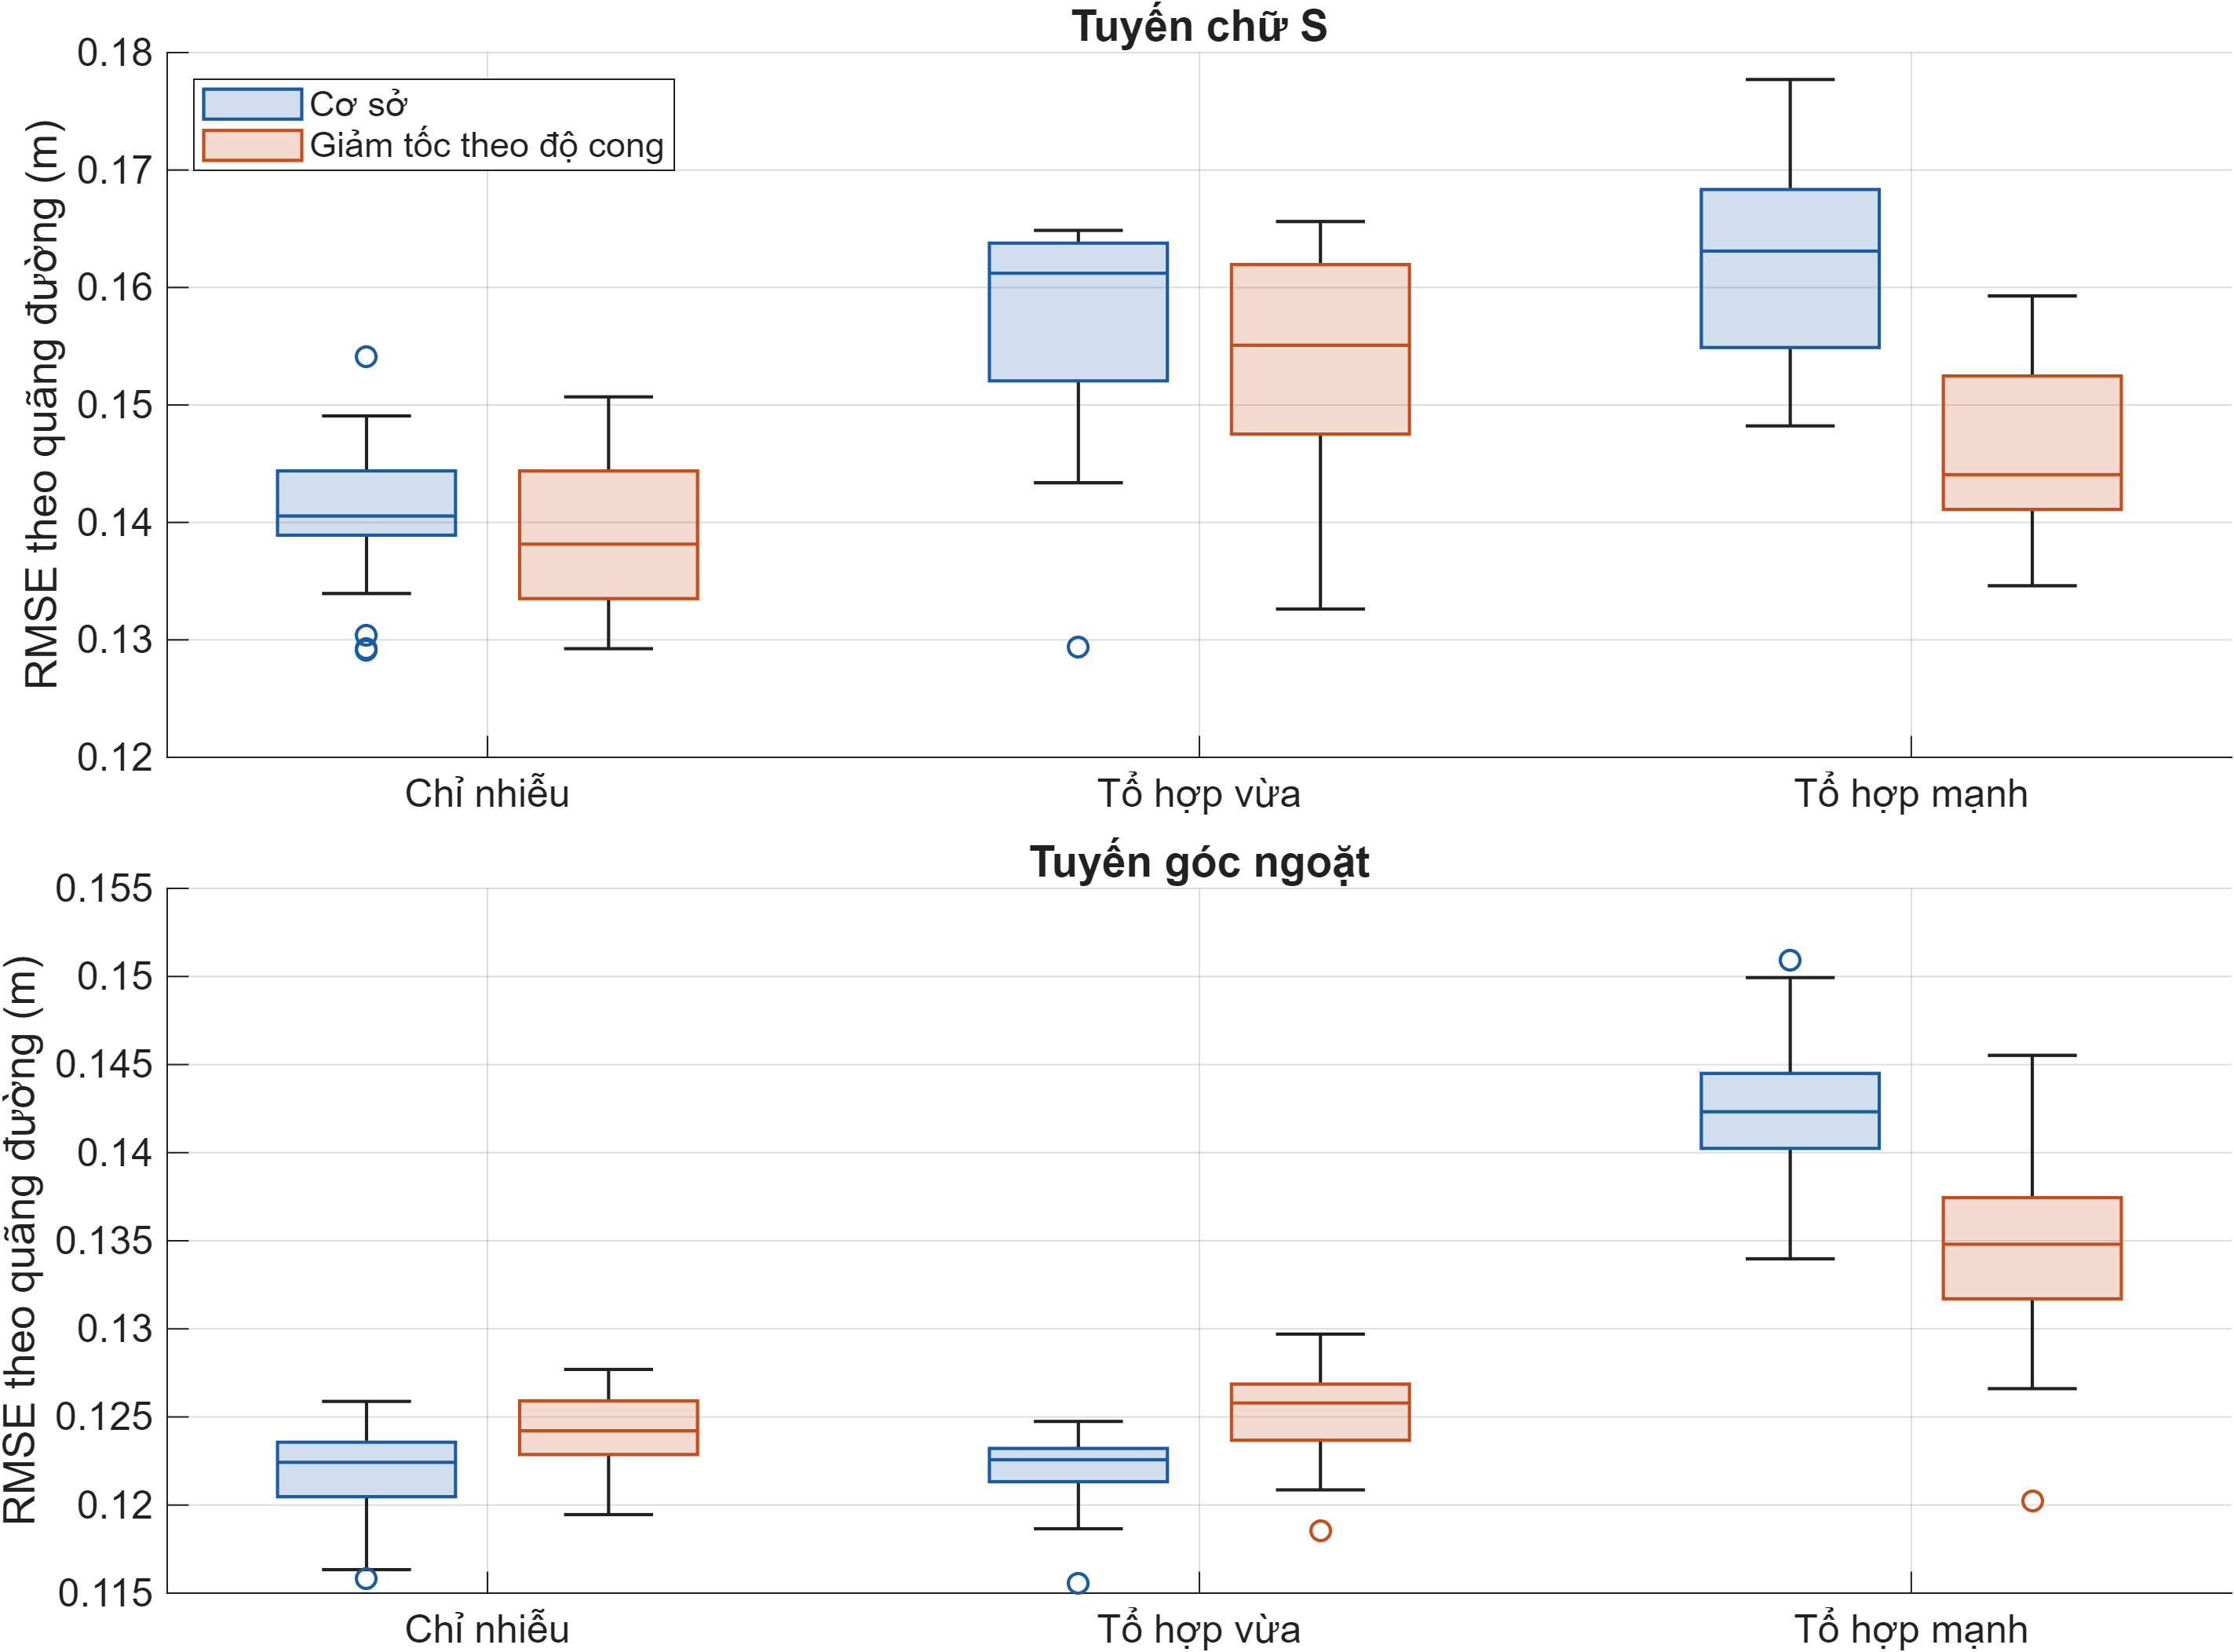 Tuyến chữ S
RMSE theo quãng đường (m)
0.18
0.17
0.16
0.15
0.14
0.13
0.12
Cơ sở
Giảm tốc theo độ cong
Chỉ nhiễu
Tổ hợp vừa
Tổ hợp mạnh
Tuyến góc ngoặt
RMSE theo quãng đường (m)
0.155
0.15
0.145
0.14
0.135
0.13
0.125
0.12
0.115
Chỉ nhiễu
Tổ hợp vừa
Tổ hợp mạnh